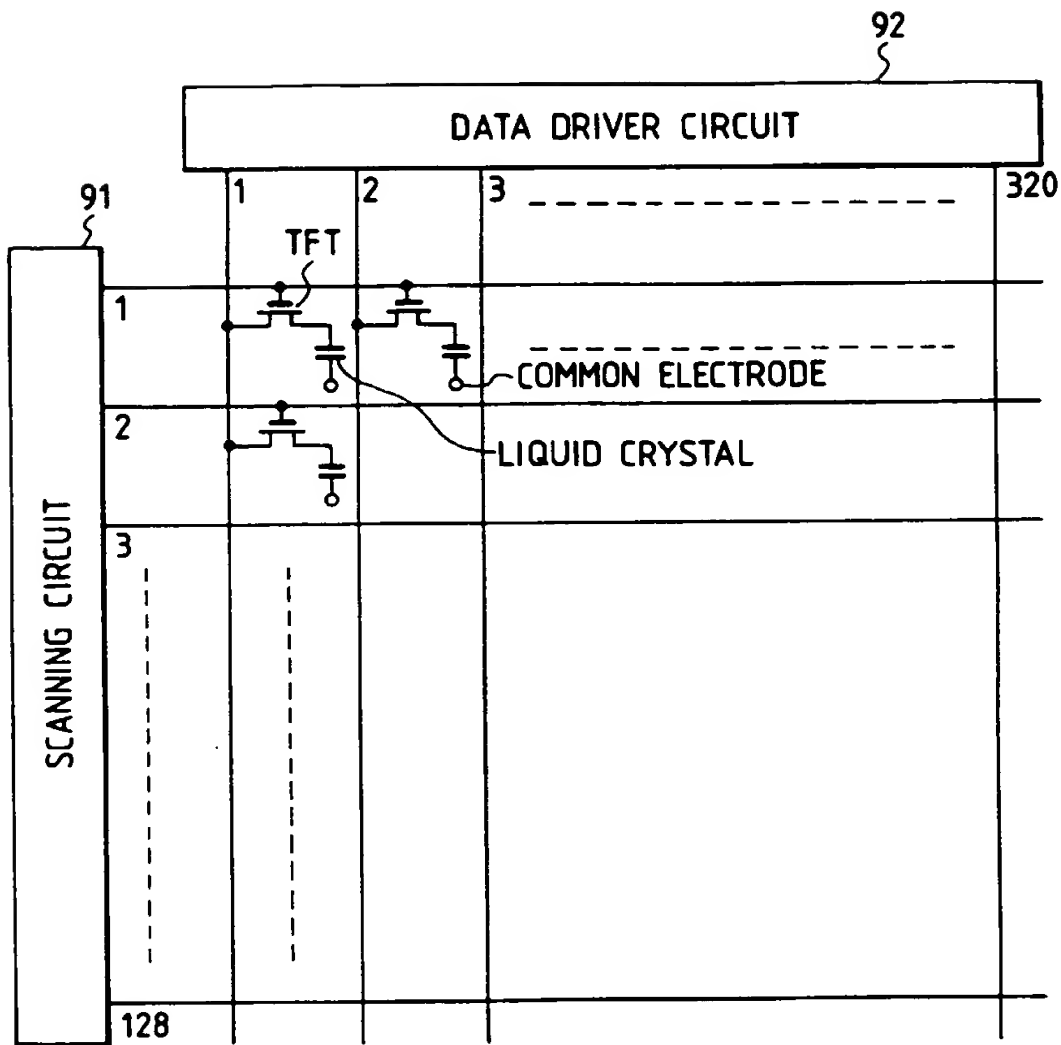 92
DATA DRIVER CIRCUIT
91
1
2
3
320
TFT
1
COMMON ELECTRODE
2
LIQUID CRYSTAL
3
SCANNING CIRCUIT
128